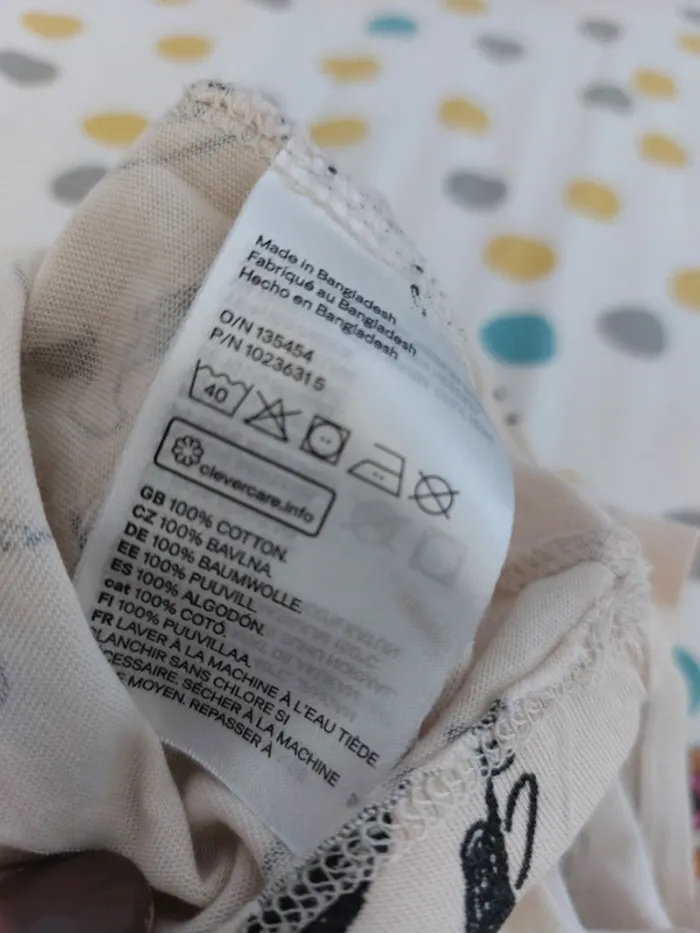 Made in Bangladesh
Fabriqué au Bangladesh
Hecho en Bangladesh
O/N 135454
P/N 10236315
40
clevercare.info
GB 100% COTTON.
CZ 100% BAVLNA.
DE 100% BAUMWOLLE.
EE 100% PUUVILL.
ES 100% ALGODÓN.
cat 100% COTÓ.
FI 100% PUUVILLAA.
FR LAVER À LA MACHINE À L'EAU TIÈDE
BLANCHIR SANS CHLORE SI
CESSAIRE. SÉCHER À LA MACHINE
MOYEN. REPASSER À